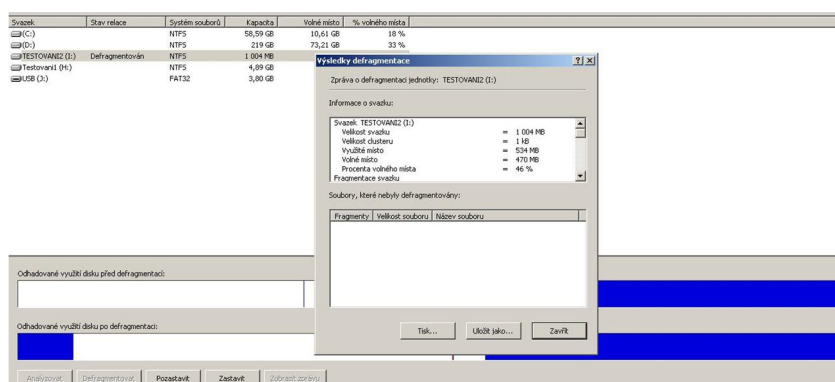 Svazek Stav relace Systém souborů Kapacita Volné místo % volného místa
(C:) NTFS 58,59 GB 10,61 GB 18 %
(D:) NTFS 219 GB 73,21 GB 33 %
TESTOVANI2 (I:) Defragmentován NTFS 1 004 MB
Testovani1 (H:) NTFS 4,89 GB
USB (J:) FAT32 3,80 GB
Výsledky defragmentace
Zpráva o defragmentaci jednotky: TESTOVANI2 (I:)
Informace o svazku:
Svazek TESTOVANI2 (I:)
Velikost svazku = 1 004 MB
Velikost clusteru = 1 kB
Využité místo = 534 MB
Volné místo = 470 MB
Procenta volného místa = 46 %
Fragmentace svazku
Soubory, které nebyly defragmentovány:
Fragmenty Velikost souboru Název souboru
Odhadované využití disku před defragmentací:
Odhadované využití disku po defragmentaci:
Tisk... Uložit jako... Zavřít
Analyzovat Defragmentovat Pozastavit Zastavit Zobrazit zprávu